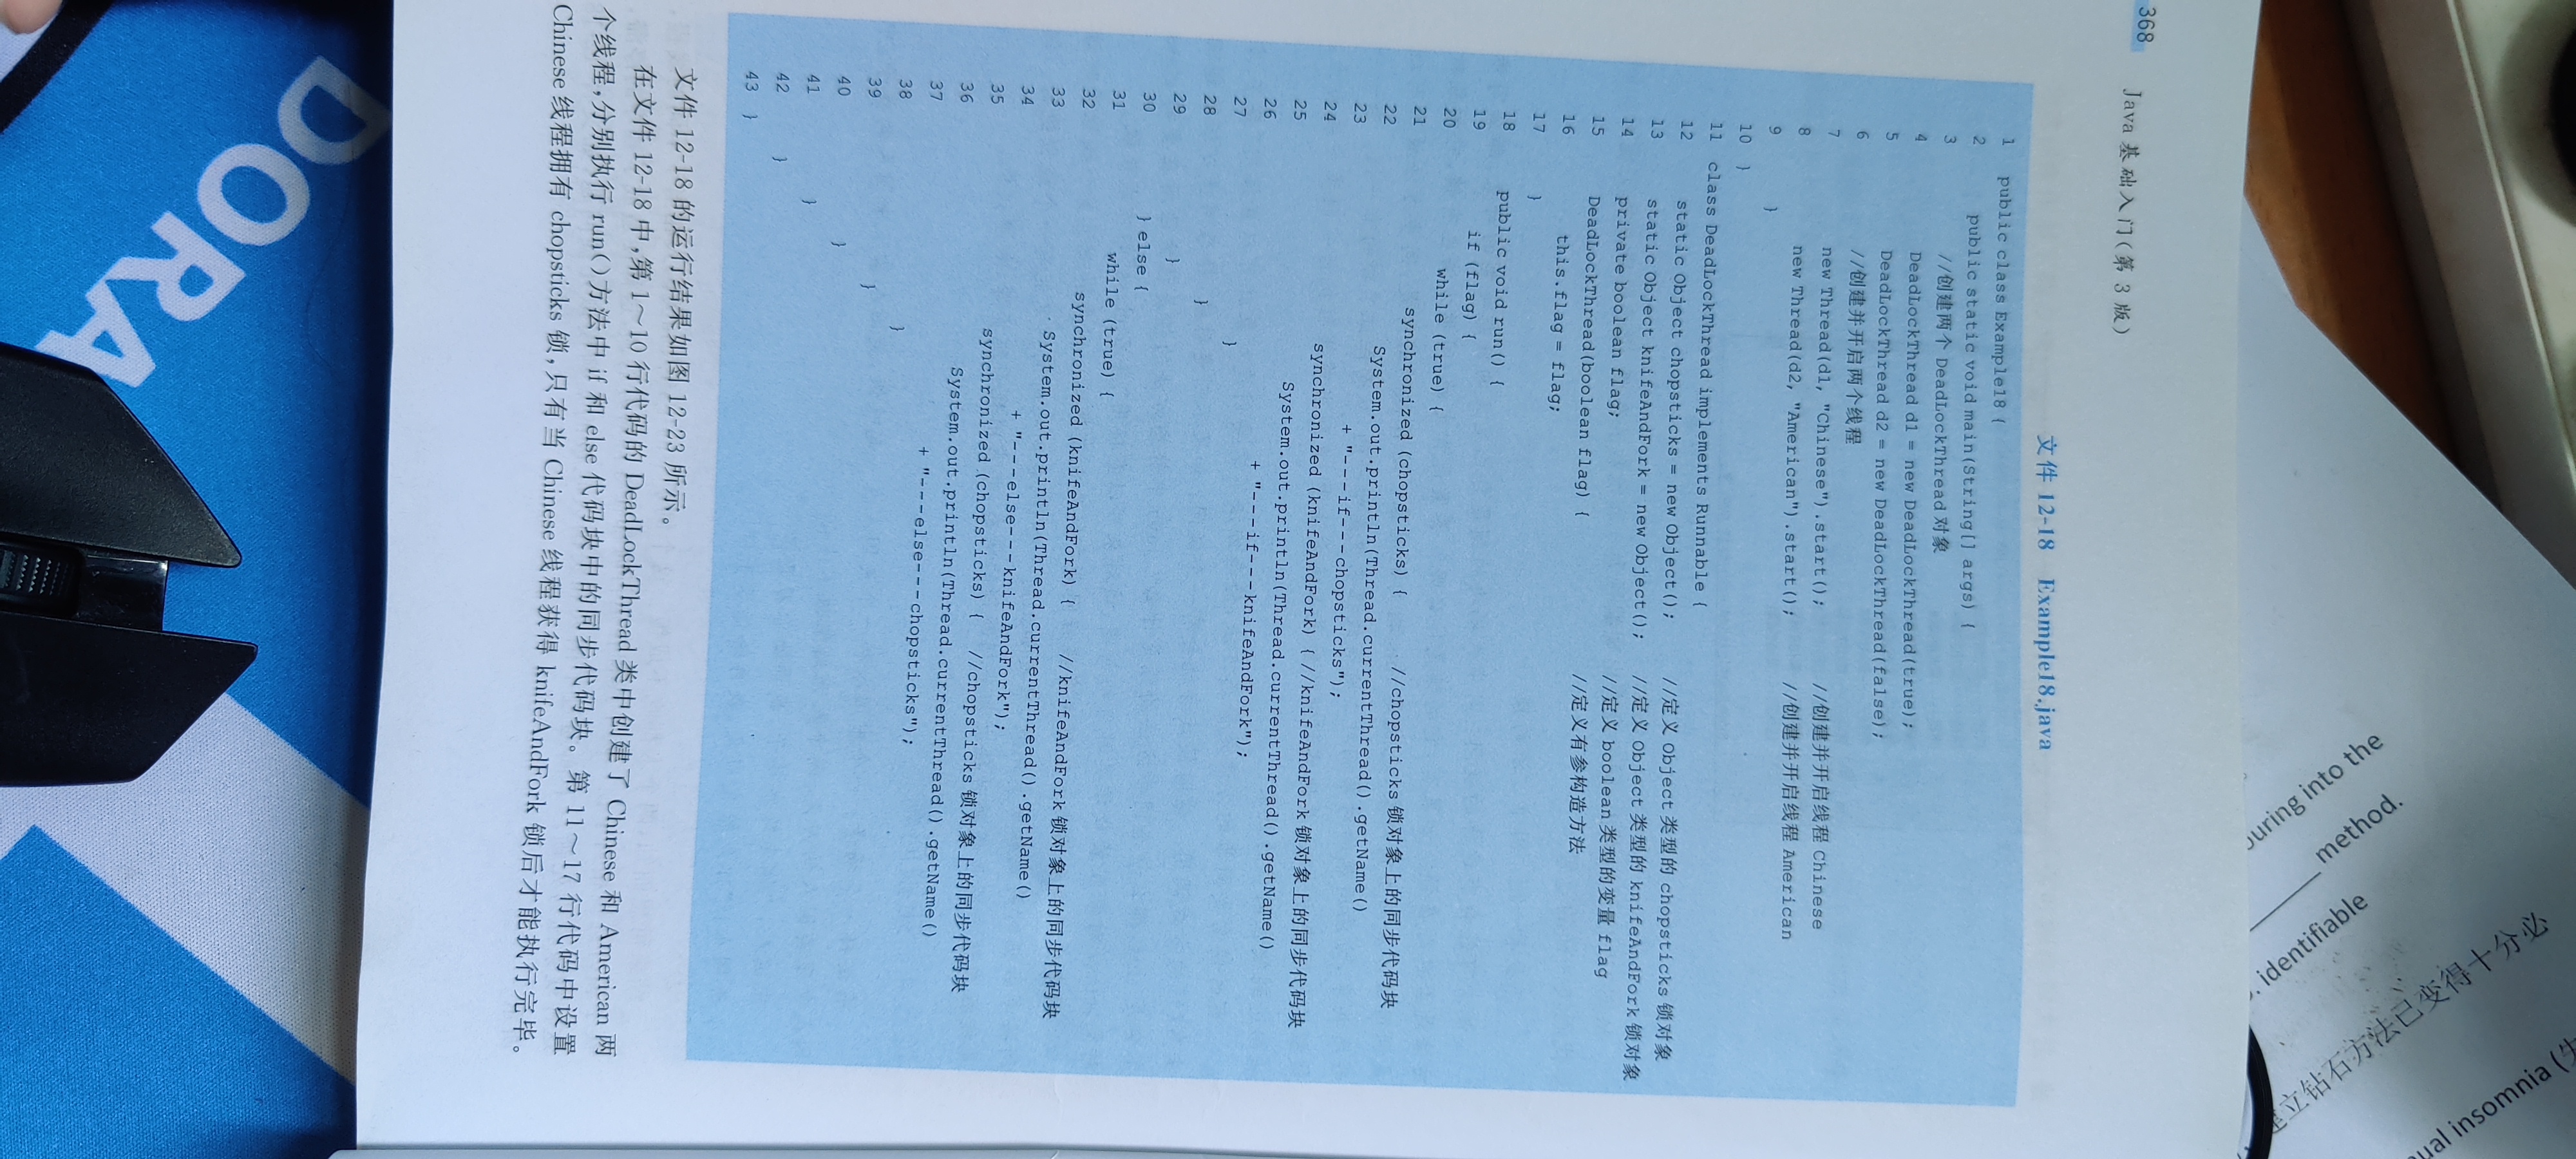 368    Java 基础入门(第 3 版)
文件 12-18    Example18.java
1    public class Example18 {
2        public static void main(String[] args) {
3            //创建两个 DeadLockThread 对象
4            DeadLockThread d1 = new DeadLockThread(true);
5            DeadLockThread d2 = new DeadLockThread(false);
6            //创建并开启两个线程
7            new Thread(d1, "Chinese").start();        //创建并开启线程 Chinese
8            new Thread(d2, "American").start();       //创建并开启线程 American
9        }
10   }
11   class DeadLockThread implements Runnable {
12       static Object chopsticks = new Object();      //定义 Object 类型的 chopsticks 锁对象
13       static Object knifeAndFork = new Object();    //定义 Object 类型的 knifeAndFork 锁对象
14       private boolean flag;                         //定义 boolean 类型的变量 flag
15       DeadLockThread(boolean flag) {                //定义有参构造方法
16           this.flag = flag;
17       }
18       public void run() {
19           if (flag) {
20               while (true) {
21                   synchronized (chopsticks) {       //chopsticks 锁对象上的同步代码块
22                       System.out.println(Thread.currentThread().getName()
23                               + "---if---chopsticks");
24                       synchronized (knifeAndFork) { //knifeAndFork 锁对象上的同步代码块
25                           System.out.println(Thread.currentThread().getName()
26                                   + "---if---knifeAndFork");
27                       }
28                   }
29               }
30           } else {
31               while (true) {
32                   synchronized (knifeAndFork) {     //knifeAndFork 锁对象上的同步代码块
33                       System.out.println(Thread.currentThread().getName()
34                               + "---else---knifeAndFork");
35                       synchronized (chopsticks) {   //chopsticks 锁对象上的同步代码块
36                           System.out.println(Thread.currentThread().getName()
37                                   + "---else---chopsticks");
38                       }
39                   }
40               }
41           }
42       }
43   }
文件 12-18 的运行结果如图 12-23 所示。
在文件 12-18 中,第 1～10 行代码的 DeadLockThread 类中创建了 Chinese 和 American 两
个线程,分别执行 run()方法中 if 和 else 代码块中的同步代码块。第 11～17 行代码中设置
Chinese 线程拥有 chopsticks 锁,只有当 Chinese 线程获得 knifeAndFork 锁后才能执行完毕。
DORA
ouring into the
method.
identifiable
立钻石方法已变得十分必
insomnia